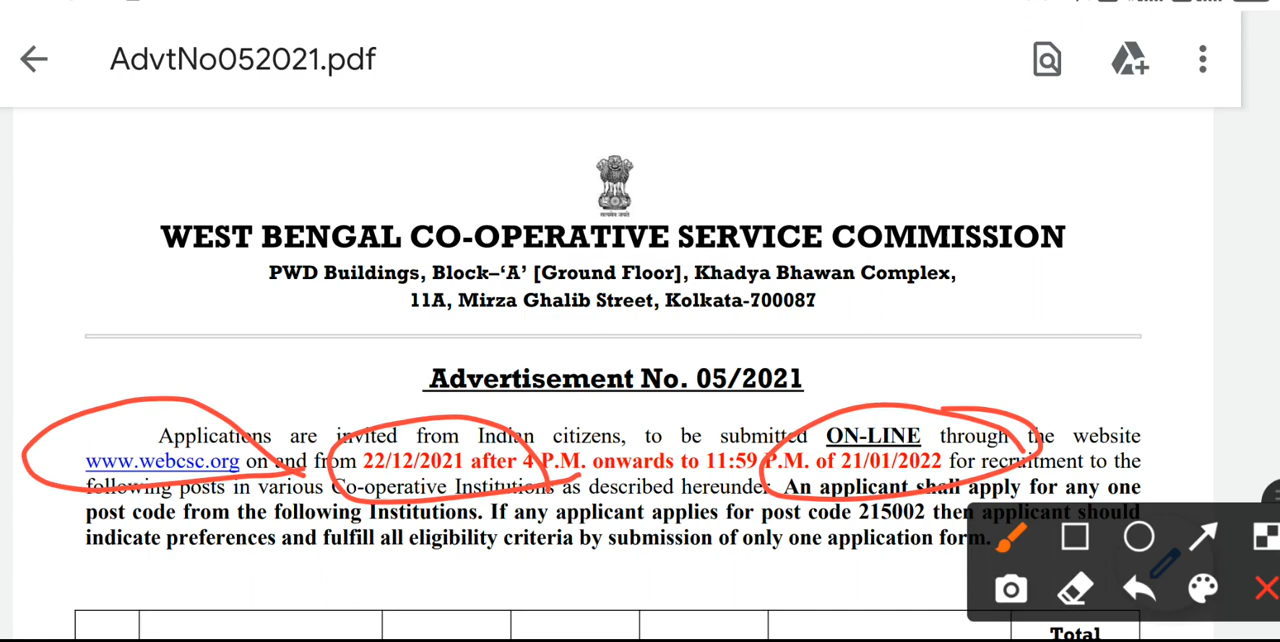 AdvtNo052021.pdf
सत्यमेव जयते
WEST BENGAL CO-OPERATIVE SERVICE COMMISSION
PWD Buildings, Block–‘A’ [Ground Floor], Khadya Bhawan Complex,
11A, Mirza Ghalib Street, Kolkata-700087
Advertisement No. 05/2021
Applications are invited from Indian citizens, to be submitted ON-LINE through the website
www.webcsc.org on and from 22/12/2021 after 4 P.M. onwards to 11:59 P.M. of 21/01/2022 for recruitment to the
following posts in various Co-operative Institutions as described hereunder. An applicant shall apply for any one
post code from the following Institutions. If any applicant applies for post code 215002 then applicant should
indicate preferences and fulfill all eligibility criteria by submission of only one application form.
Total